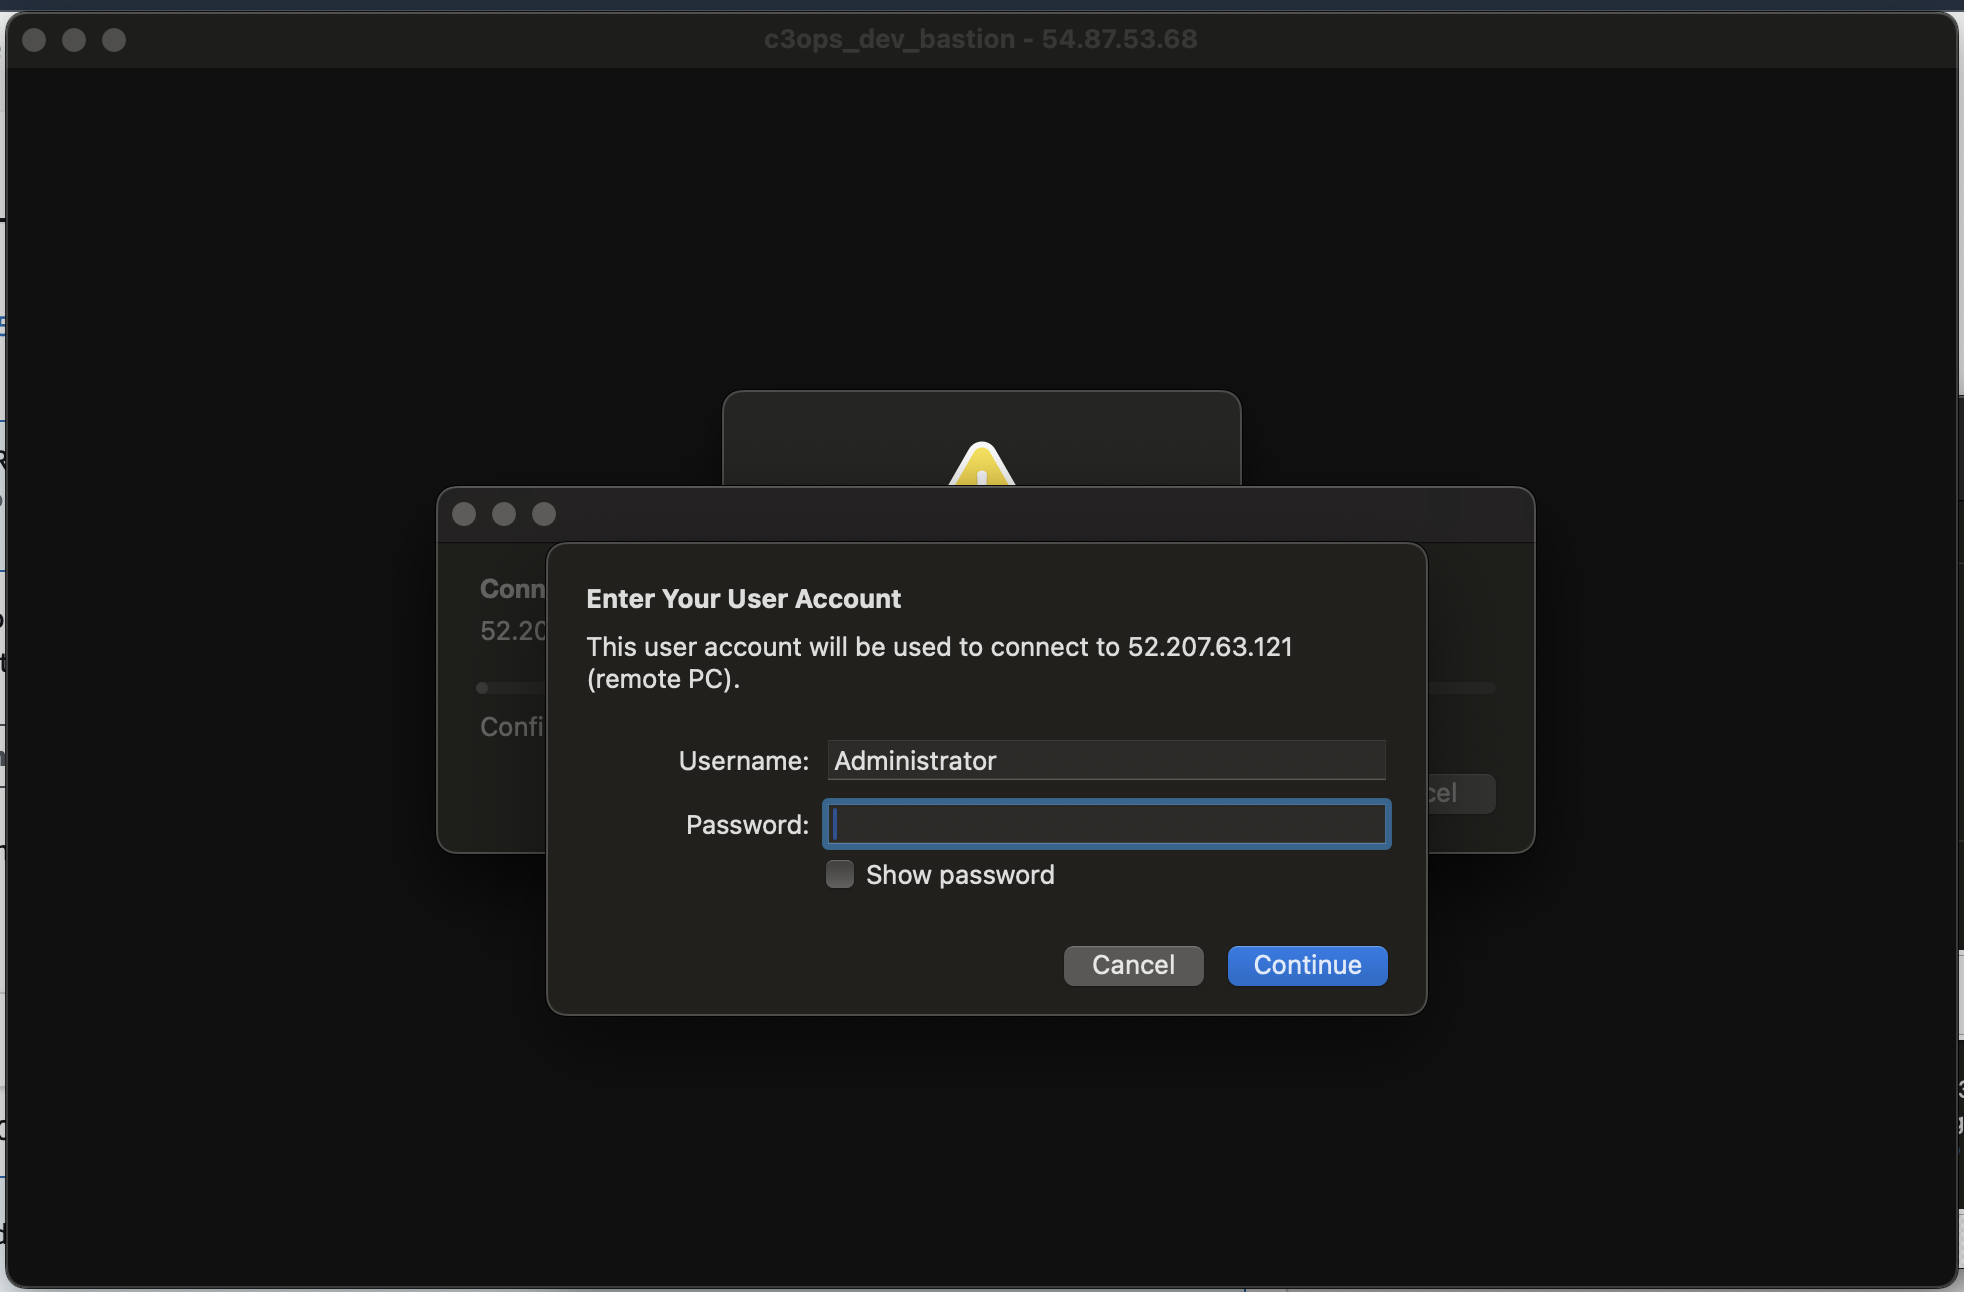 c3ops_dev_bastion - 54.87.53.68
Conn
52.20
Confi
cel
Enter Your User Account
This user account will be used to connect to 52.207.63.121
(remote PC).
Username: Administrator
Password:
Show password
Cancel Continue